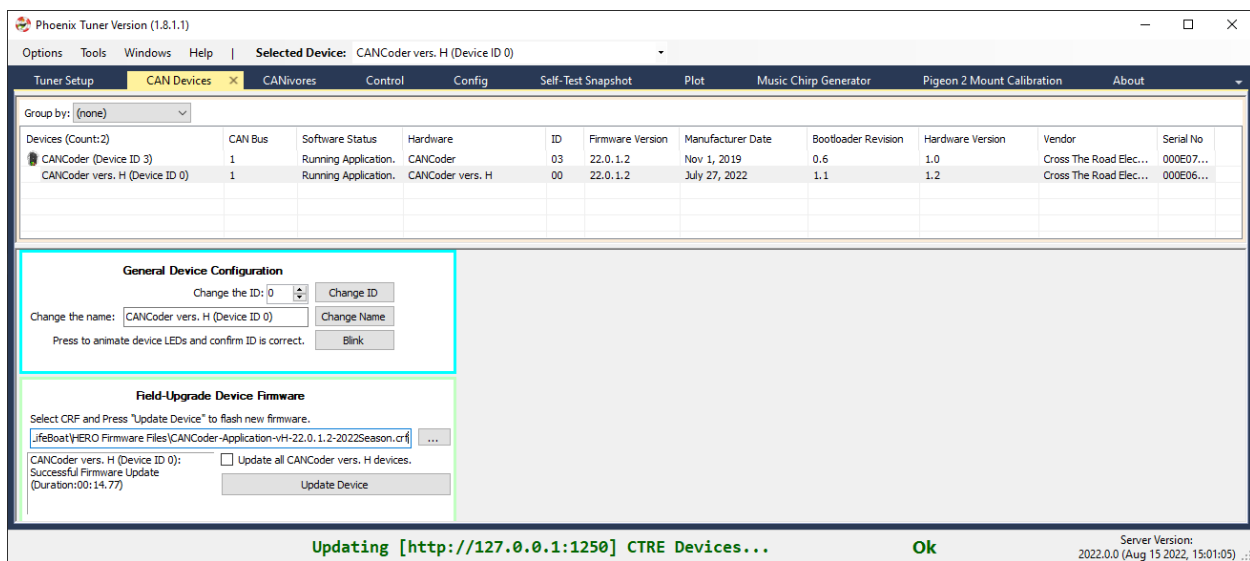 Phoenix Tuner Version (1.8.1.1)
Options Tools Windows Help | Selected Device: CANCoder vers. H (Device ID 0)
Tuner Setup CAN Devices CANivores Control Config Self-Test Snapshot Plot Music Chirp Generator Pigeon 2 Mount Calibration About
Group by: (none)
Devices (Count:2) CAN Bus Software Status Hardware ID Firmware Version Manufacturer Date Bootloader Revision Hardware Version Vendor Serial No
CANCoder (Device ID 3) 1 Running Application. CANCoder 03 22.0.1.2 Nov 1, 2019 0.6 1.0 Cross The Road Elec... 000E07...
CANCoder vers. H (Device ID 0) 1 Running Application. CANCoder vers. H 00 22.0.1.2 July 27, 2022 1.1 1.2 Cross The Road Elec... 000E06...
General Device Configuration
Change the ID: 0 Change ID
Change the name: CANCoder vers. H (Device ID 0) Change Name
Press to animate device LEDs and confirm ID is correct. Blink
Field-Upgrade Device Firmware
Select CRF and Press "Update Device" to flash new firmware.
.ifeBoat\HERO Firmware Files\CANCoder-Application-vH-22.0.1.2-2022Season.crf ...
CANCoder vers. H (Device ID 0):
Successful Firmware Update
(Duration:00:14.77)
Update all CANCoder vers. H devices.
Update Device
Updating [http://127.0.0.1:1250] CTRE Devices... Ok
Server Version:
2022.0.0 (Aug 15 2022, 15:01:05)